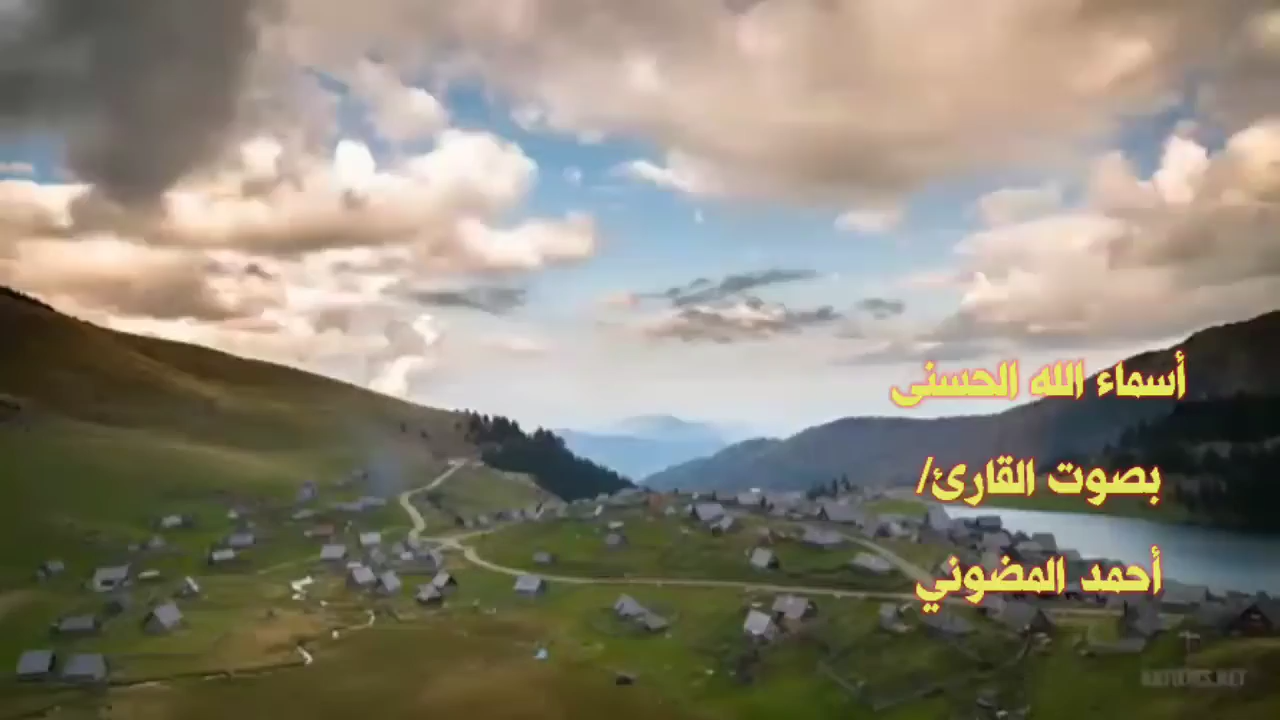 أسماء الله الحسنى
بصوت القارئ/
أحمد المضوني